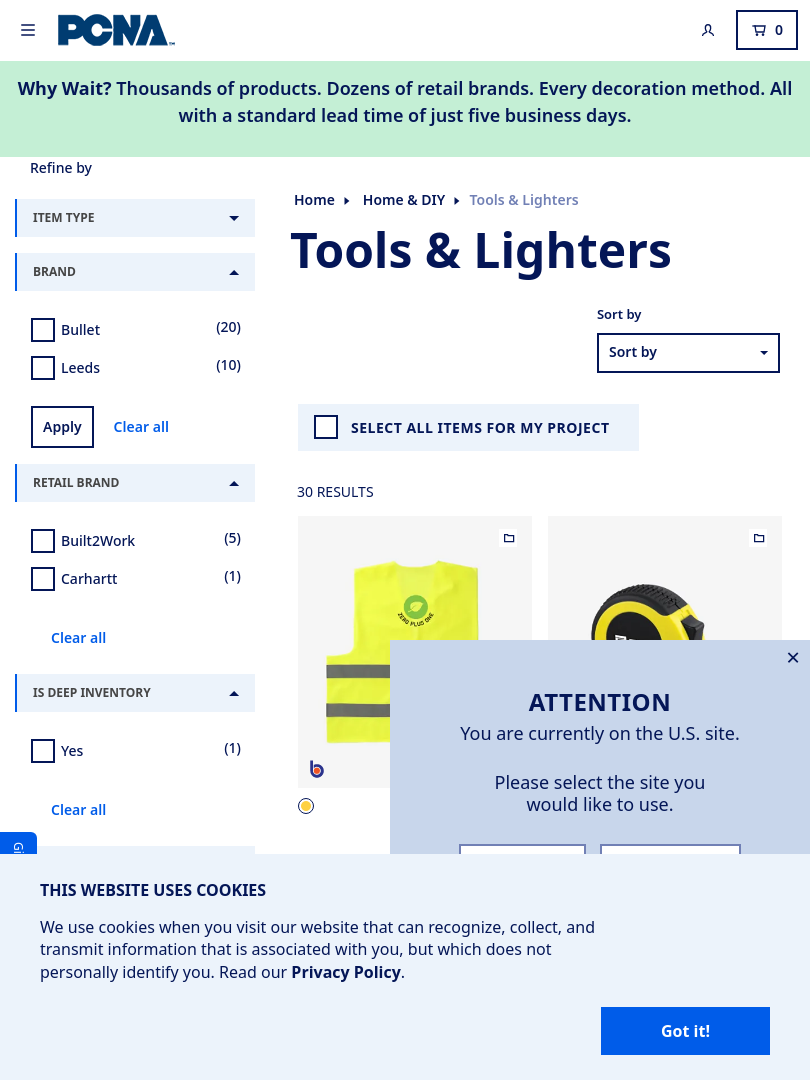 PCNA
0
Why Wait? Thousands of products. Dozens of retail brands. Every decoration method. All
with a standard lead time of just five business days.
Refine by
ITEM TYPE
BRAND
Bullet (20)
Leeds (10)
Apply Clear all
RETAIL BRAND
Built2Work (5)
Carhartt (1)
Clear all
IS DEEP INVENTORY
Yes (1)
Clear all
Home Home & DIY Tools & Lighters
Tools & Lighters
Sort by
Sort by
SELECT ALL ITEMS FOR MY PROJECT
30 RESULTS
ZERO PLUS ONE
b
ATTENTION
You are currently on the U.S. site.
Please select the site you
would like to use.
THIS WEBSITE USES COOKIES
We use cookies when you visit our website that can recognize, collect, and
transmit information that is associated with you, but which does not
personally identify you. Read our Privacy Policy.
Got it!